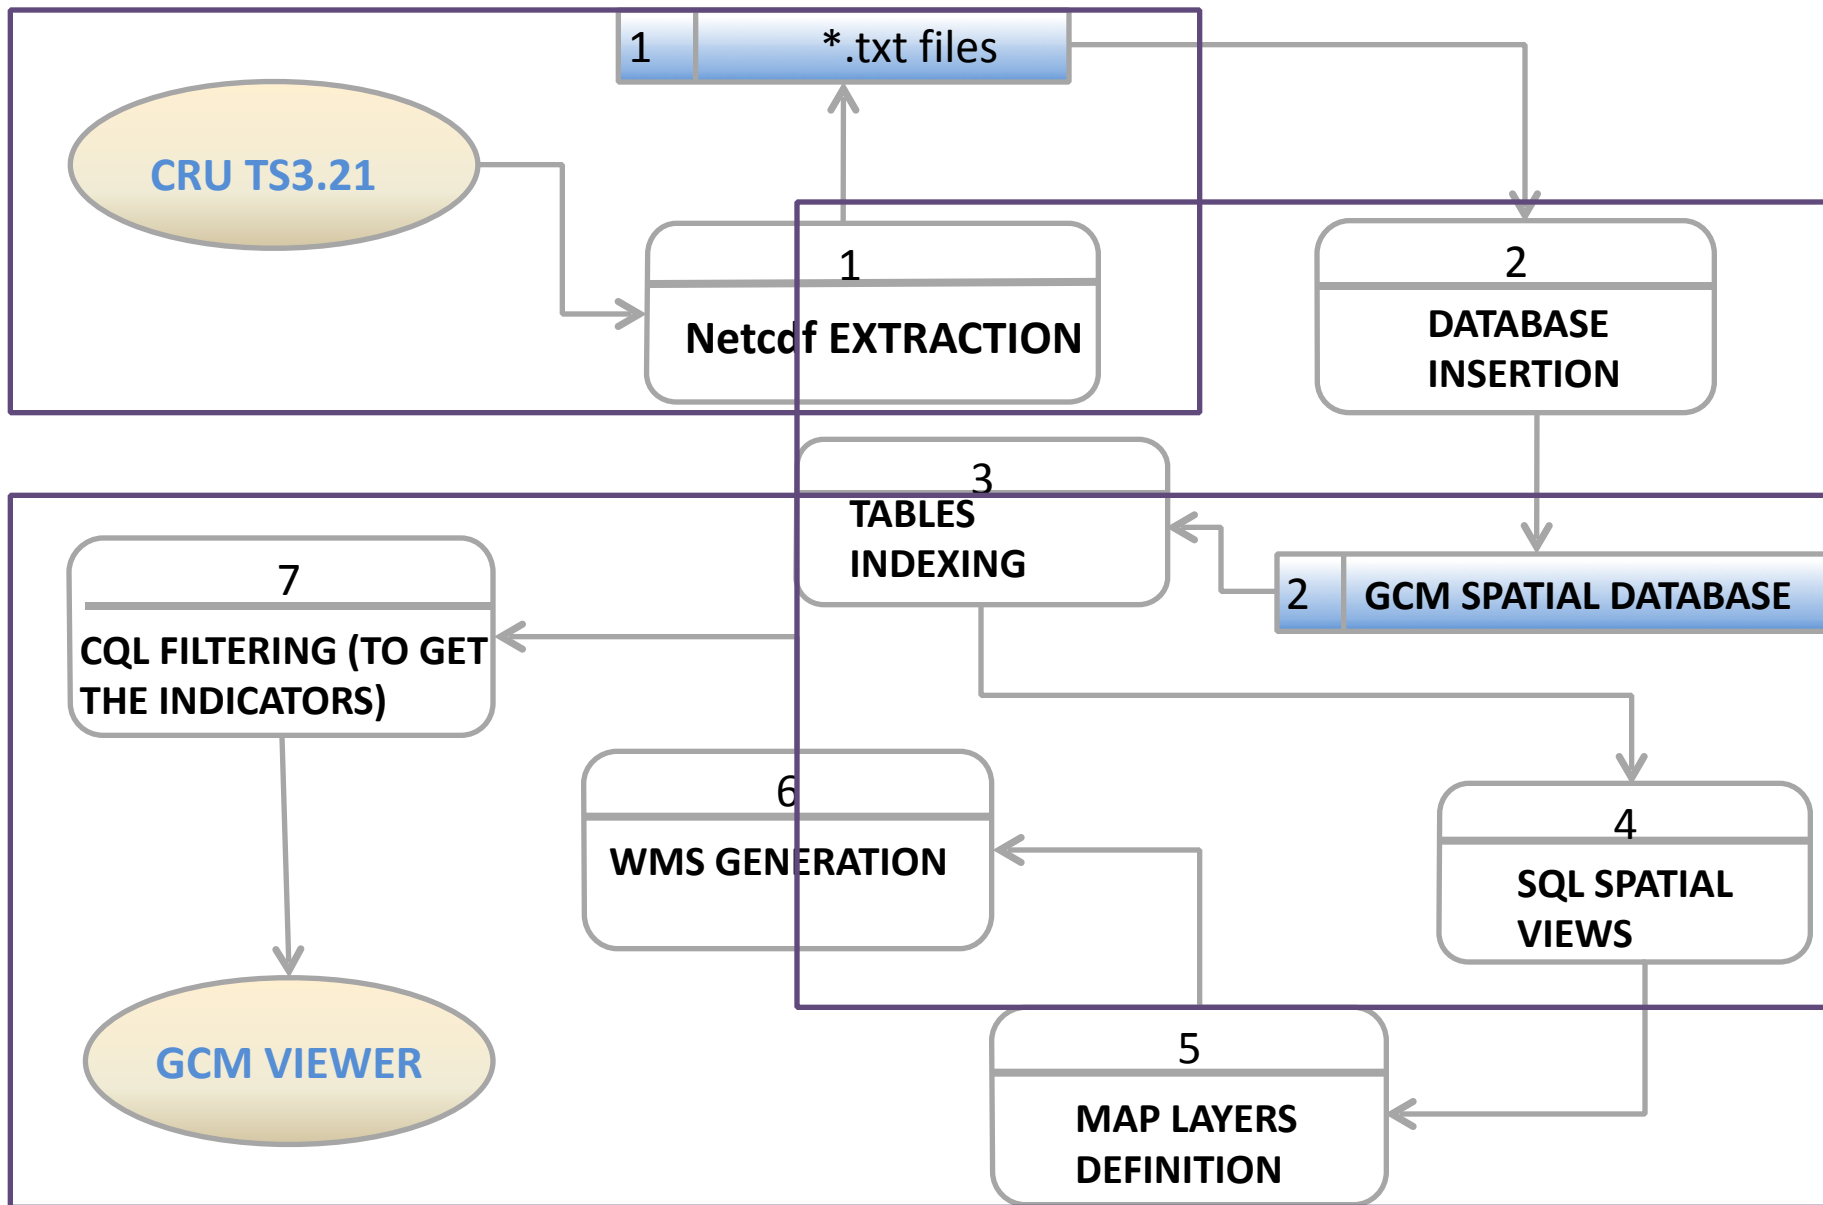 1 *.txt files
CRU TS3.21
1
Netcdf EXTRACTION
2
DATABASE
INSERTION
3
TABLES
INDEXING
2 GCM SPATIAL DATABASE
7
CQL FILTERING (TO GET
THE INDICATORS)
6
WMS GENERATION
4
SQL SPATIAL
VIEWS
GCM VIEWER
5
MAP LAYERS
DEFINITION